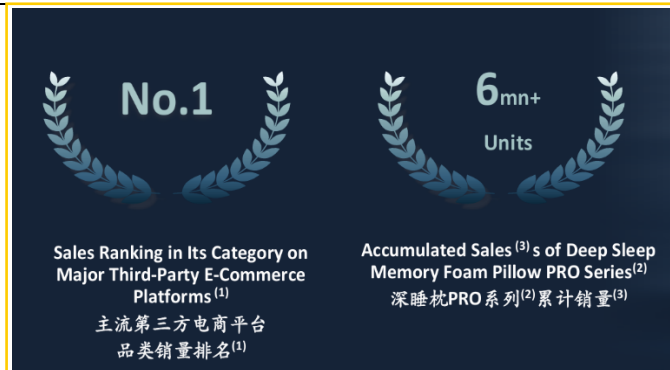 No.1
Sales Ranking in Its Category on
Major Third-Party E-Commerce
Platforms(1)
主流第三方电商平台
品类销量排名(1)
6mn+
Units
Accumulated Sales(3)s of Deep Sleep
Memory Foam Pillow PRO Series(2)
深睡枕PRO系列(2)累计销量(3)